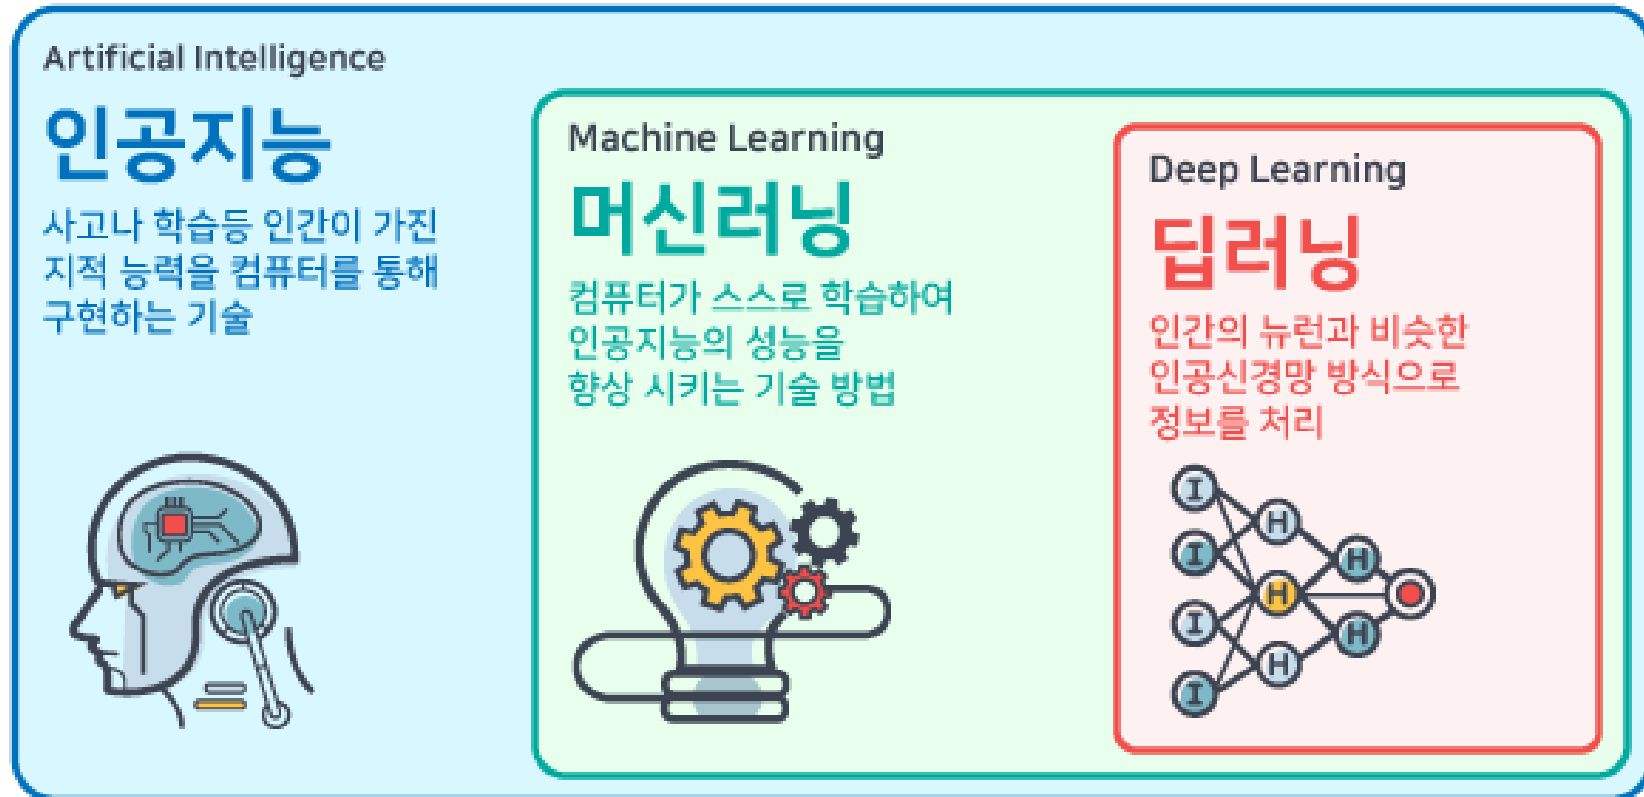 Artificial Intelligence
인공지능
사고나 학습등 인간이 가진
지적 능력을 컴퓨터를 통해
구현하는 기술
Machine Learning
머신러닝
컴퓨터가 스스로 학습하여
인공지능의 성능을
향상 시키는 기술 방법
Deep Learning
딥러닝
인간의 뉴런과 비슷한
인공신경망 방식으로
정보를 처리
I
H
I
H
H
I
H
H
I